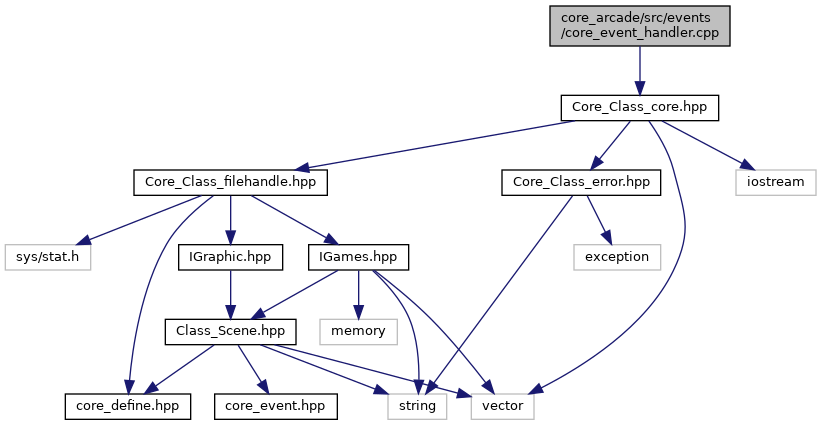 core_arcade/src/events
/core_event_handler.cpp
Core_Class_core.hpp
Core_Class_filehandle.hpp
Core_Class_error.hpp
iostream
sys/stat.h
IGraphic.hpp
IGames.hpp
exception
Class_Scene.hpp
memory
core_define.hpp
core_event.hpp
string
vector